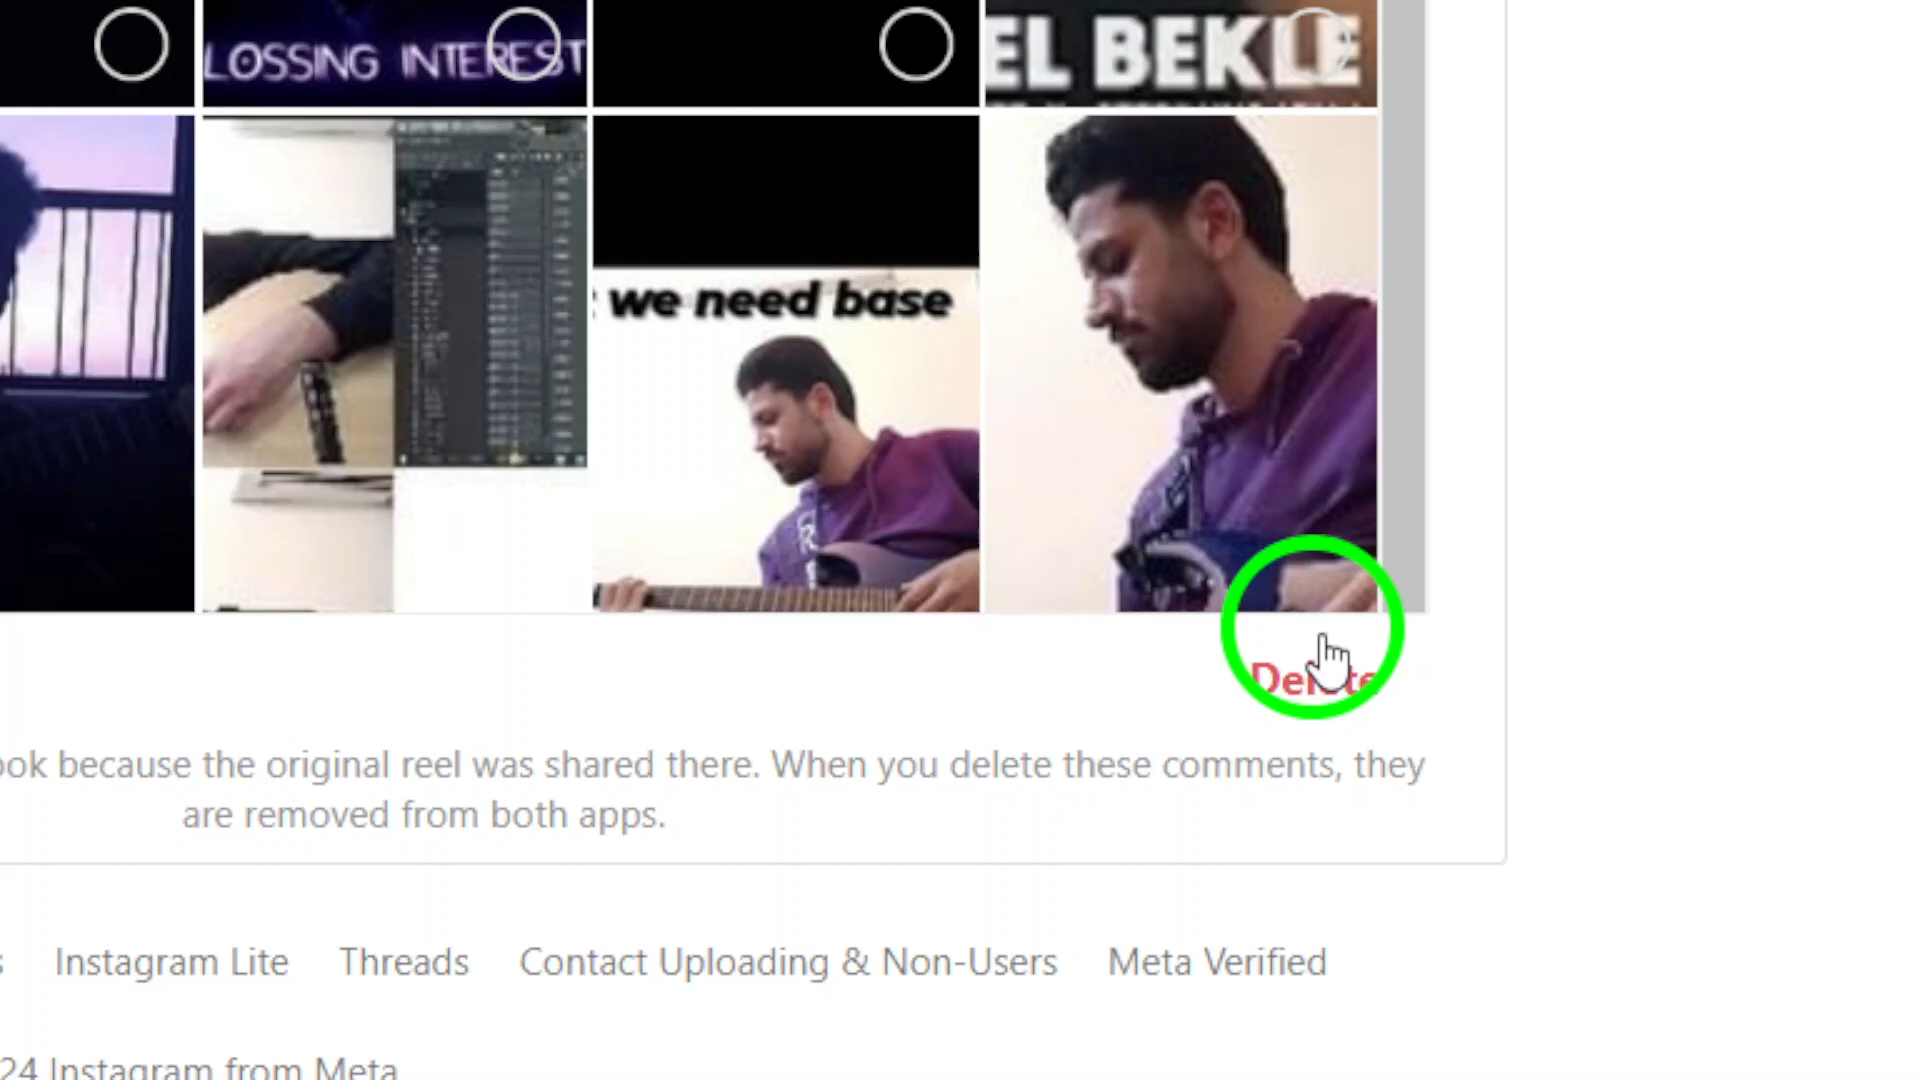 LOSSING INTEREST
EL BEKLE
: we need base
Delete
ook because the original reel was shared there. When you delete these comments, they
are removed from both apps.
s Instagram Lite Threads Contact Uploading & Non-Users Meta Verified
24 Instagram from Meta